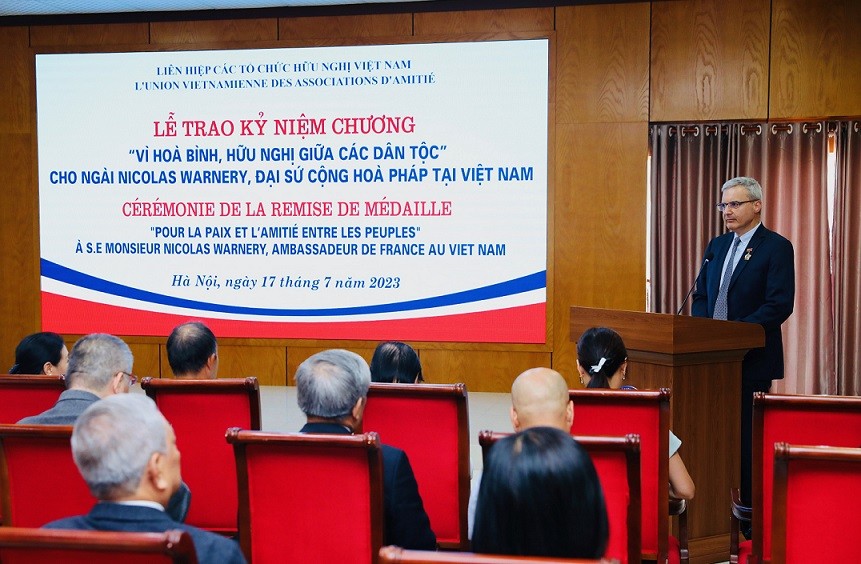 LIÊN HIỆP CÁC TỔ CHỨC HỮU NGHỊ VIỆT NAM
L'UNION VIETNAMIENNE DES ASSOCIATIONS D'AMITIÉ
LỄ TRAO KỶ NIỆM CHƯƠNG
"VÌ HOÀ BÌNH, HỮU NGHỊ GIỮA CÁC DÂN TỘC"
CHO NGÀI NICOLAS WARNERY, ĐẠI SỨ CỘNG HOÀ PHÁP TẠI VIỆT NAM
CÉRÉMONIE DE LA REMISE DE MÉDAILLE
"POUR LA PAIX ET L'AMITIÉ ENTRE LES PEUPLES"
À S.E MONSIEUR NICOLAS WARNERY, AMBASSADEUR DE FRANCE AU VIET NAM
Hà Nội, ngày 17 tháng 7 năm 2023